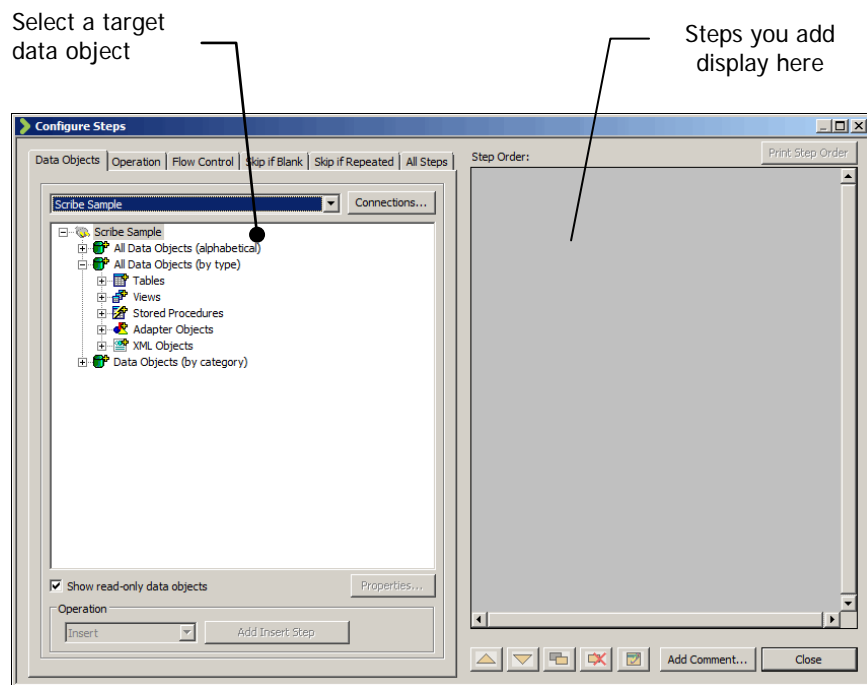 Select a target
data object
Steps you add
display here
Configure Steps
Data Objects Operation Flow Control Skip if Blank Skip if Repeated All Steps
Step Order:
Print Step Order
Scribe Sample
Connections...
Scribe Sample
All Data Objects (alphabetical)
All Data Objects (by type)
Tables
Views
Stored Procedures
Adapter Objects
XML Objects
Data Objects (by category)
Show read-only data objects
Properties...
Operation
Insert
Add Insert Step
Add Comment...
Close